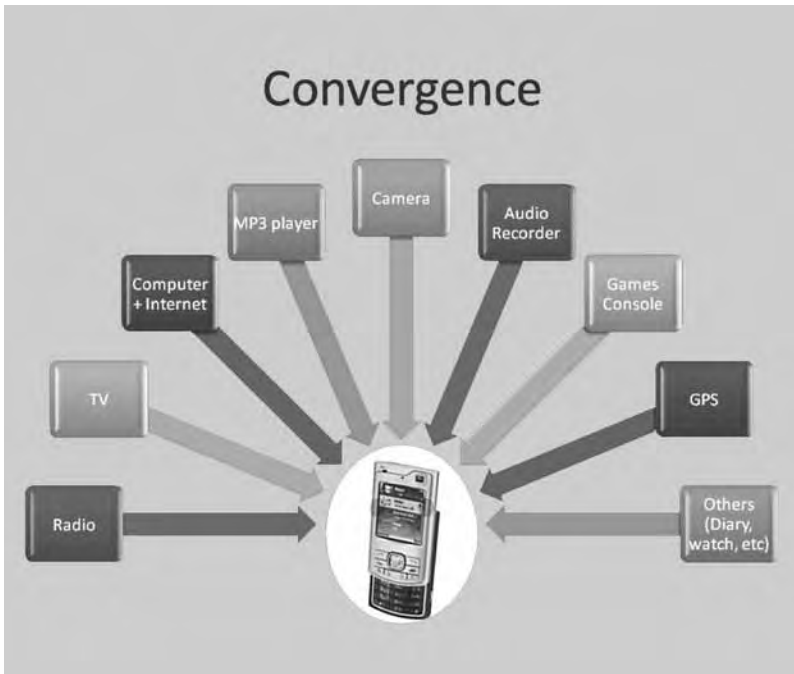 Convergence
Camera
MP3 player
Audio
Recorder
Computer
+ Internet
Games
Console
TV
GPS
Radio
Others
(Diary,
watch, etc)